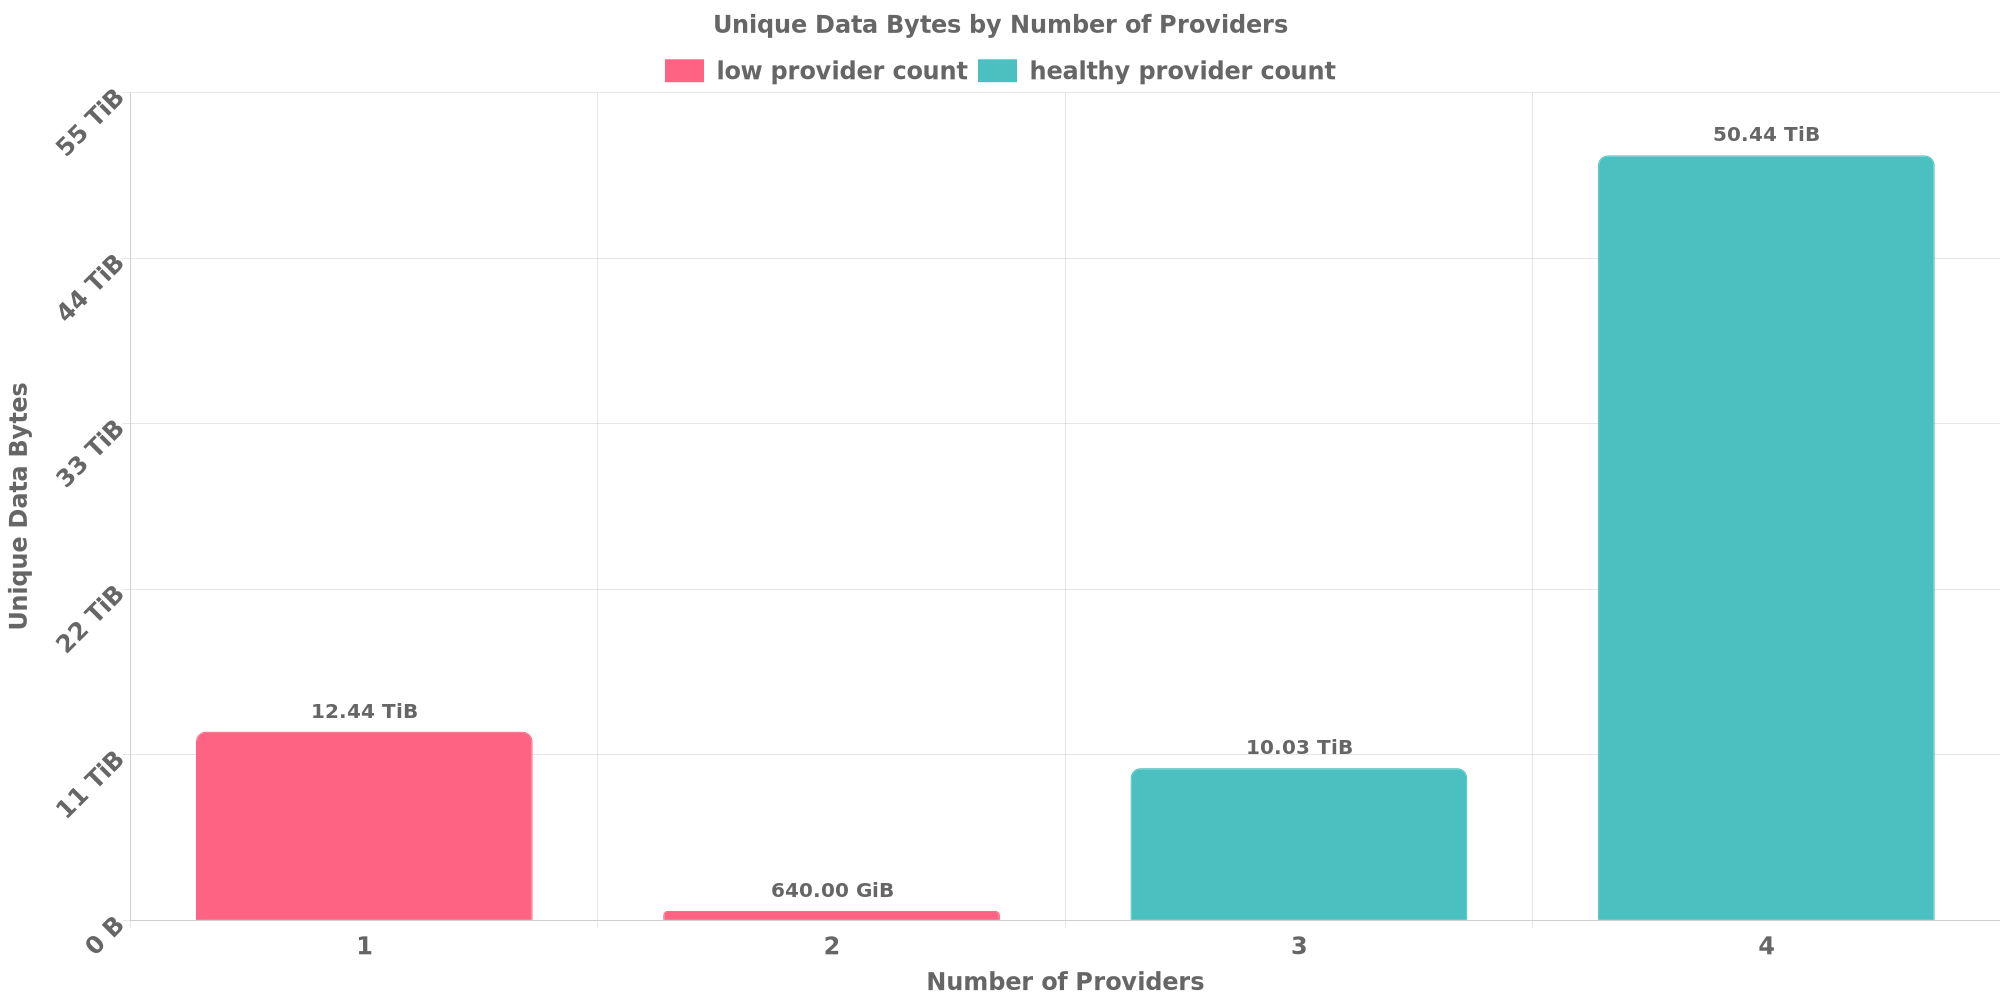 Unique Data Bytes by Number of Providers
low provider count healthy provider count
55 TiB
44 TiB
33 TiB
22 TiB
11 TiB
0 B
Unique Data Bytes
12.44 TiB
640.00 GiB
10.03 TiB
50.44 TiB
1 2 3 4
Number of Providers